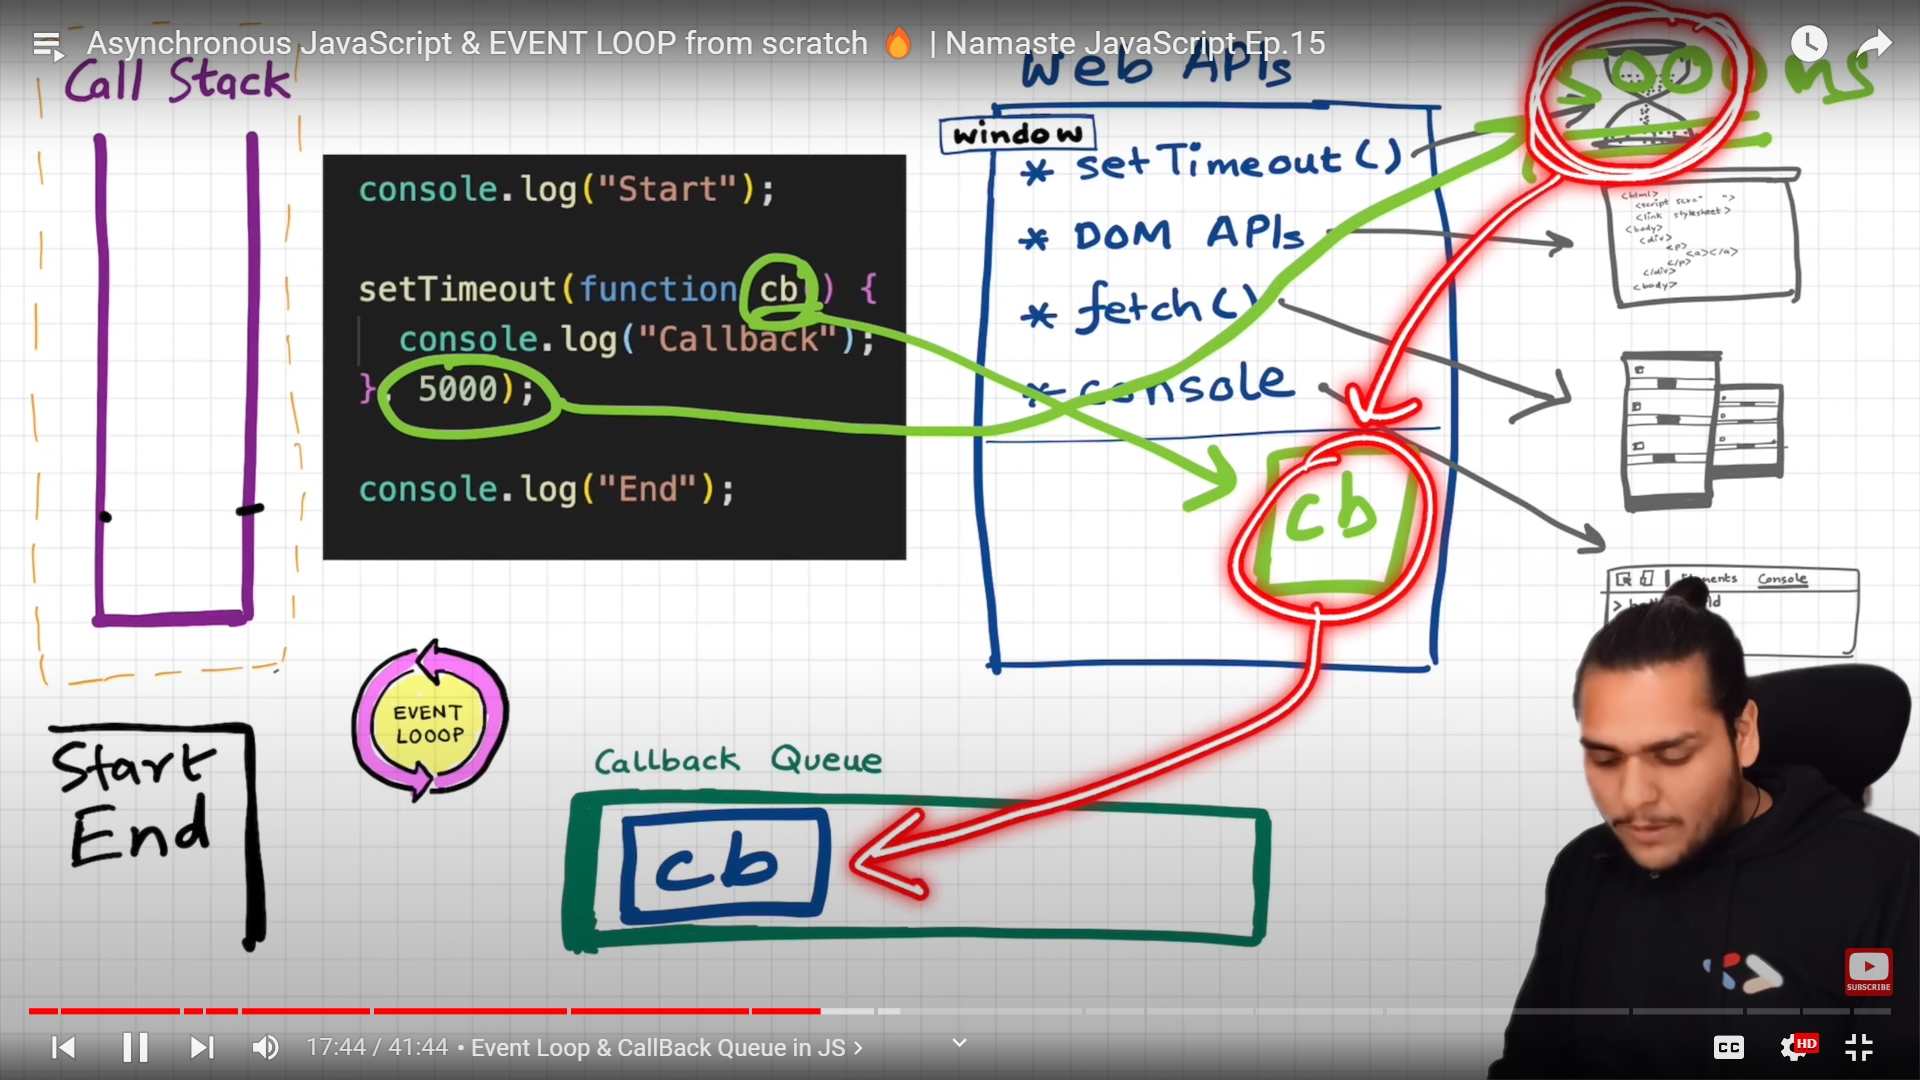 Asynchronous JavaScript & EVENT LOOP from scratch 🔥 | Namaste JavaScript Ep.15
Call Stack
Web APIs
5000 ms
window
* setTimeout()
* DOM APIs
* fetch()
* console
console.log("Start");
setTimeout(function cb() {
console.log("Callback");
}, 5000);
console.log("End");
<html>
<link stylesheet>
<body>
<div>
<p>
<a></a>
</p>
</div>
<body>
cb
Console
EVENT
LOOOP
Start
End
Callback Queue
cb
SUBSCRIBE
17:44 / 41:44 • Event Loop & CallBack Queue in JS >
CC
HD